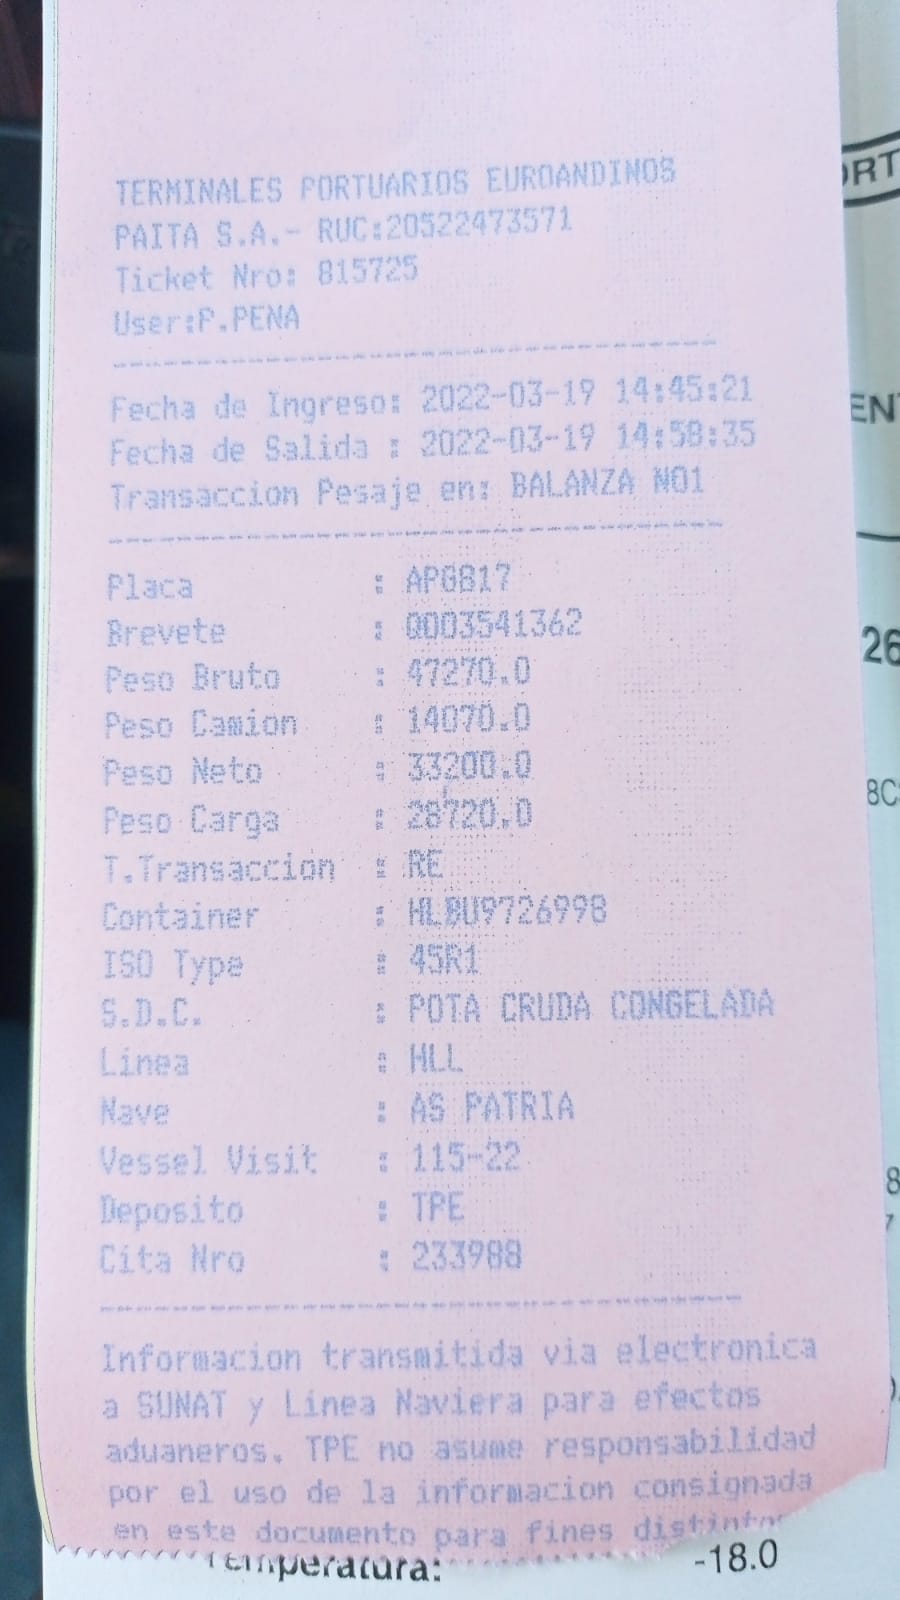 TERMINALES PORTUARIOS EUROANDINOS
PAITA S.A.- RUC:20522473571
Ticket Nro: 815725
User:P.PENA
Fecha de Ingreso: 2022-03-19 14:45:21
Fecha de Salida : 2022-03-19 14:58:35
Transaccion Pesaje en: BALANZA NO1
Placa : APG817
Brevete : Q003541362
Peso Bruto : 47270.0
Peso Camion : 14070.0
Peso Neto : 33200.0
Peso Carga : 28720.0
T.Transaccion : RE
Container : HLBU9726998
ISO Type : 45R1
S.D.C. : POTA CRUDA CONGELADA
Linea : HLL
Nave : AS PATRIA
Vessel Visit : 115-22
Deposito : TPE
Cita Nro : 233988
Informacion transmitida via electronica
a SUNAT y Linea Naviera para efectos
aduaneros. TPE no asume responsabilidad
por el uso de la informacion consignada
en este documento para fines
Temperatura: -18.0